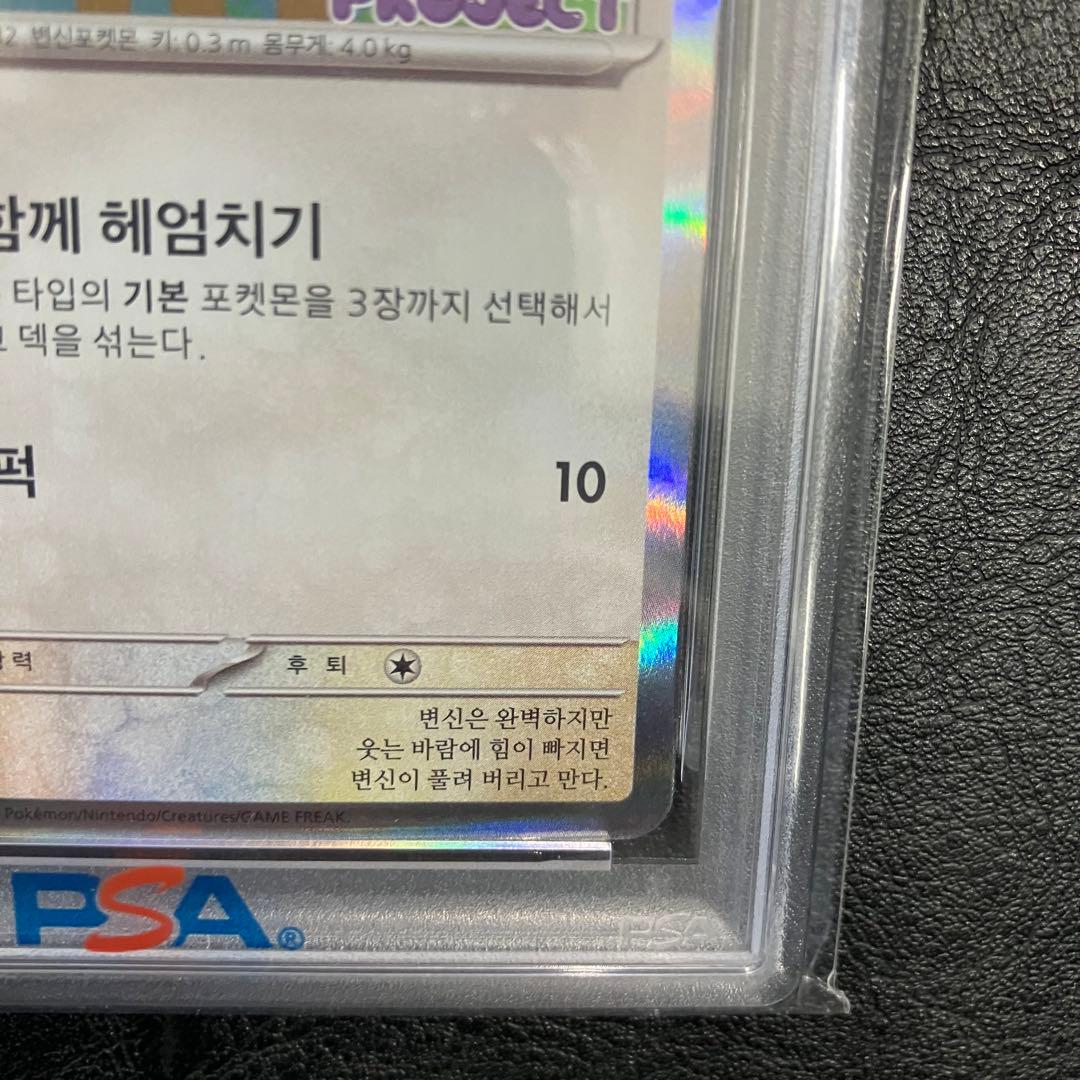 PROJECT
변신포켓몬 키: 0.3 m 몸무게: 4.0 kg
함께 헤엄치기
타입의 기본 포켓몬을 3장까지 선택해서
덱을 섞는다.
10
후퇴
변신은 완벽하지만
웃는 바람에 힘이 빠지면
변신이 풀려 버리고 만다.
Pokémon/Nintendo/Creatures/GAME FREAK.
PSA®
PSA